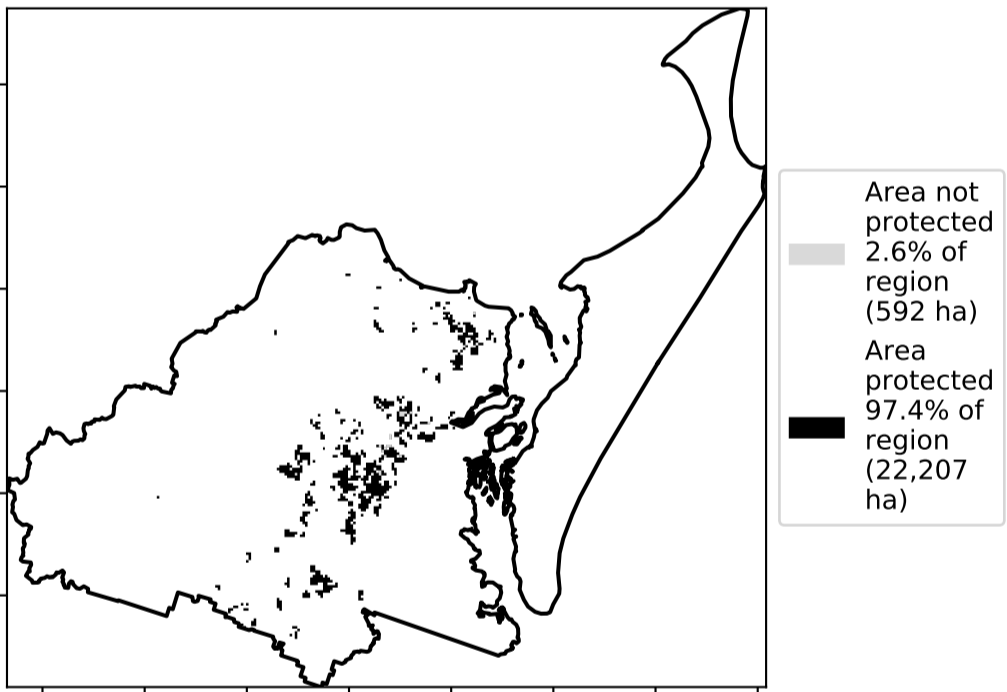 Area not
protected
2.6% of
region
(592 ha)
Area
protected
97.4% of
region
(22,207
ha)